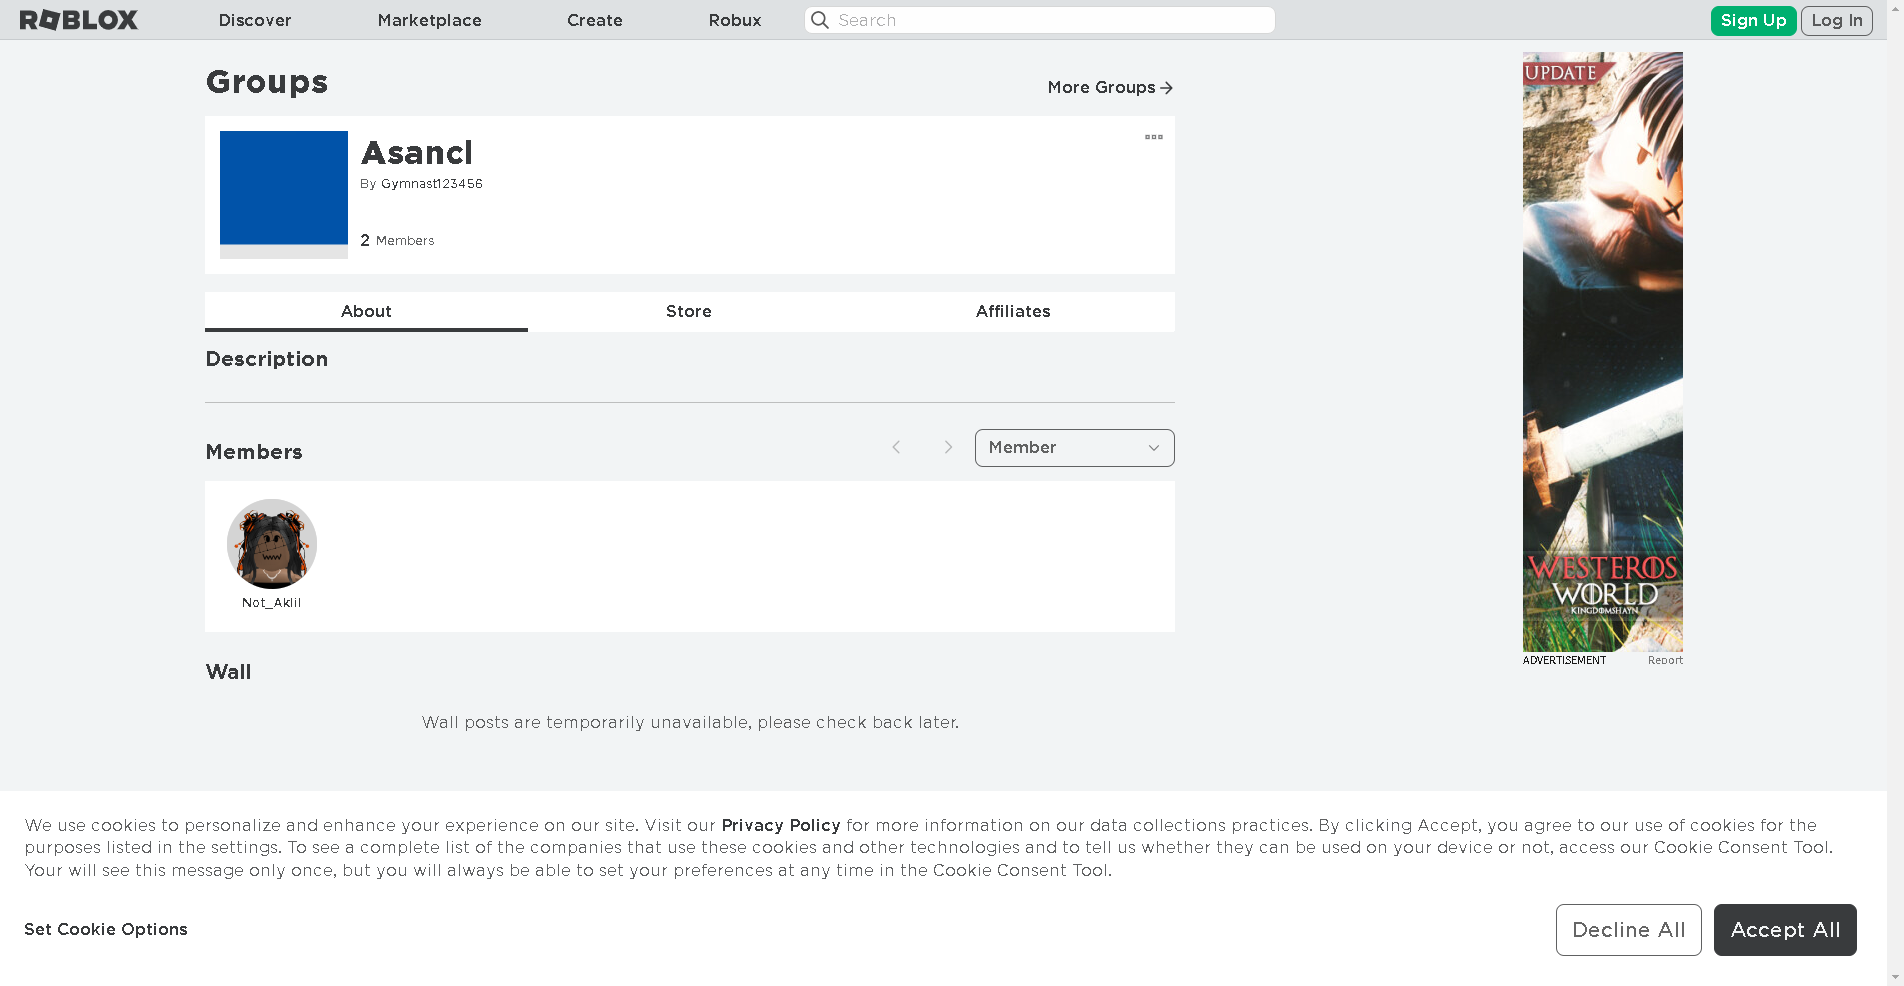 ROBLOX Discover Marketplace Create Robux Search Sign Up Log In
Groups
More Groups
Asancl
By Gymnast123456
2 Members
About Store Affiliates
Description
Members
Member
Not_Aklil
Wall
Wall posts are temporarily unavailable, please check back later.
UPDATE
WESTEROS
WORLD
KINGDOMSHAYN
ADVERTISEMENT Report
We use cookies to personalize and enhance your experience on our site. Visit our Privacy Policy for more information on our data collections practices. By clicking Accept, you agree to our use of cookies for the
purposes listed in the settings. To see a complete list of the companies that use these cookies and other technologies and to tell us whether they can be used on your device or not, access our Cookie Consent Tool.
Your will see this message only once, but you will always be able to set your preferences at any time in the Cookie Consent Tool.
Set Cookie Options
Decline All Accept All